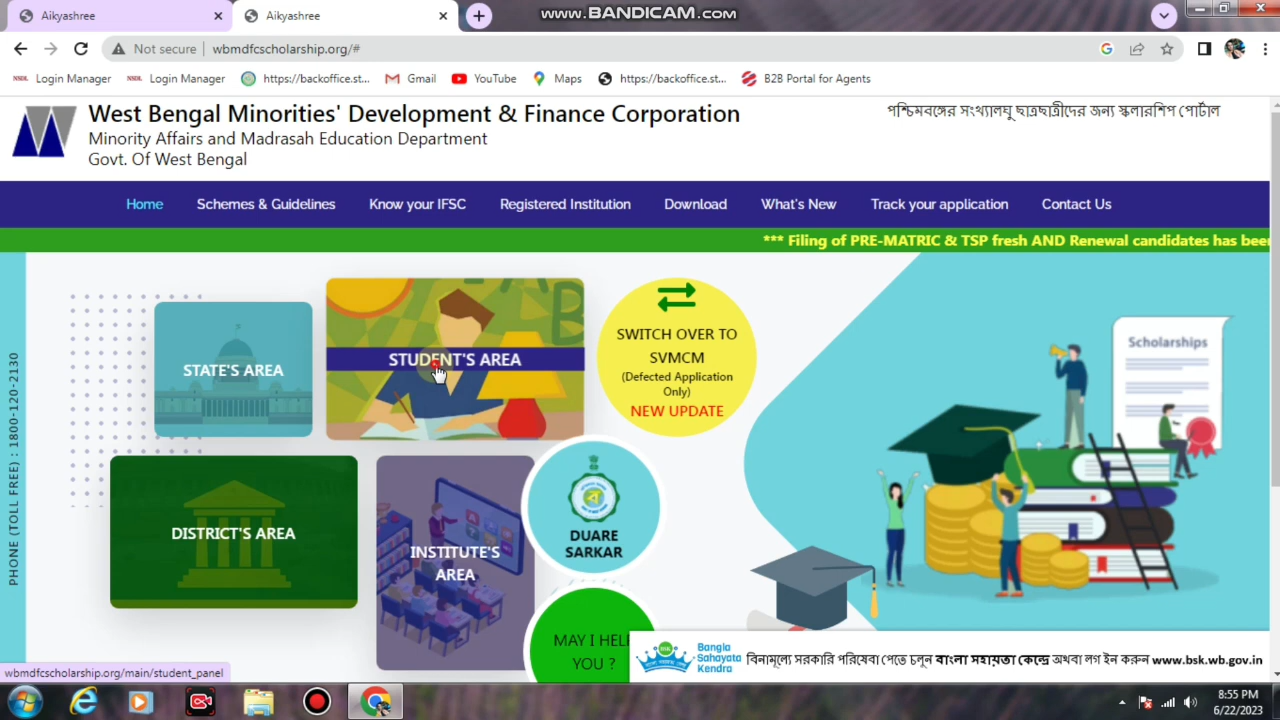 Aikyashree
Aikyashree
www.BANDICAM.com
Not secure
wbmdfcscholarship.org/#
NSDL Login Manager
NSDL Login Manager
https://backoffice.st...
Gmail
YouTube
Maps
https://backoffice.st...
B2B Portal for Agents
West Bengal Minorities' Development & Finance Corporation
Minority Affairs and Madrasah Education Department
Govt. Of West Bengal
পশ্চিমবঙ্গের সংখ্যালঘু ছাত্রছাত্রীদের জন্য স্কলারশিপ পোর্টাল
Home
Schemes & Guidelines
Know your IFSC
Registered Institution
Download
What's New
Track your application
Contact Us
*** Filing of PRE-MATRIC & TSP fresh AND Renewal candidates has been
PHONE (TOLL FREE) : 1800-120-2130
STATE'S AREA
STUDENT'S AREA
SWITCH OVER TO
SVMCM
(Defected Application
Only)
NEW UPDATE
Scholarships
DISTRICT'S AREA
INSTITUTE'S
AREA
ব
DUARE
SARKAR
MAY I HELP
YOU ?
BSK
Bangla
Sahayata
Kendra
বিনামূল্যে সরকারি পরিষেবা পেতে চলুন বাংলা সহায়তা কেন্দ্রে অথবা লগ ইন করুন www.bsk.wb.gov.in
wbmdfcscholarship.org/main/student_panel
8:55 PM
6/22/2023